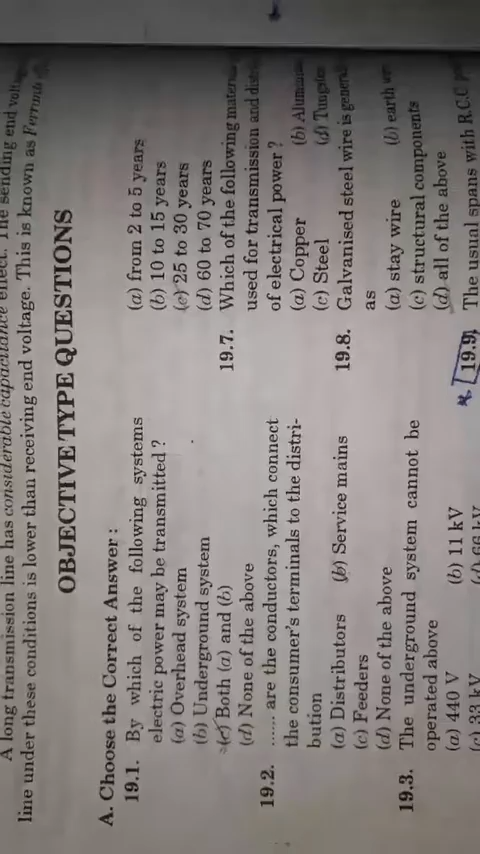 A long transmission line has considerable capacitance effect. The sending end
line under these conditions is lower than receiving end voltage. This is known as Ferranti
OBJECTIVE TYPE QUESTIONS
A. Choose the Correct Answer :
19.1. By which of the following systems
electric power may be transmitted ?
(a) Overhead system
(b) Underground system
(c) Both (a) and (b)
(d) None of the above
19.2. ...... are the conductors, which connect
the consumer's terminals to the distri-
bution
(a) Distributors (b) Service mains
(c) Feeders
(d) None of the above
19.3. The underground system cannot be
operated above
(a) 440 V (b) 11 kV
(c) 33 kV (d) 66 kV
(a) from 2 to 5 years
(b) 10 to 15 years
(c) 25 to 30 years
(d) 60 to 70 years
19.7. Which of the following
used for transmission and
of electrical power ?
(a) Copper (b)
(c) Steel (d)
19.8. Galvanised steel wire is
as
(a) stay wire (b) earth
(c) structural components
(d) all of the above
19.9. The usual spans with R.C.C